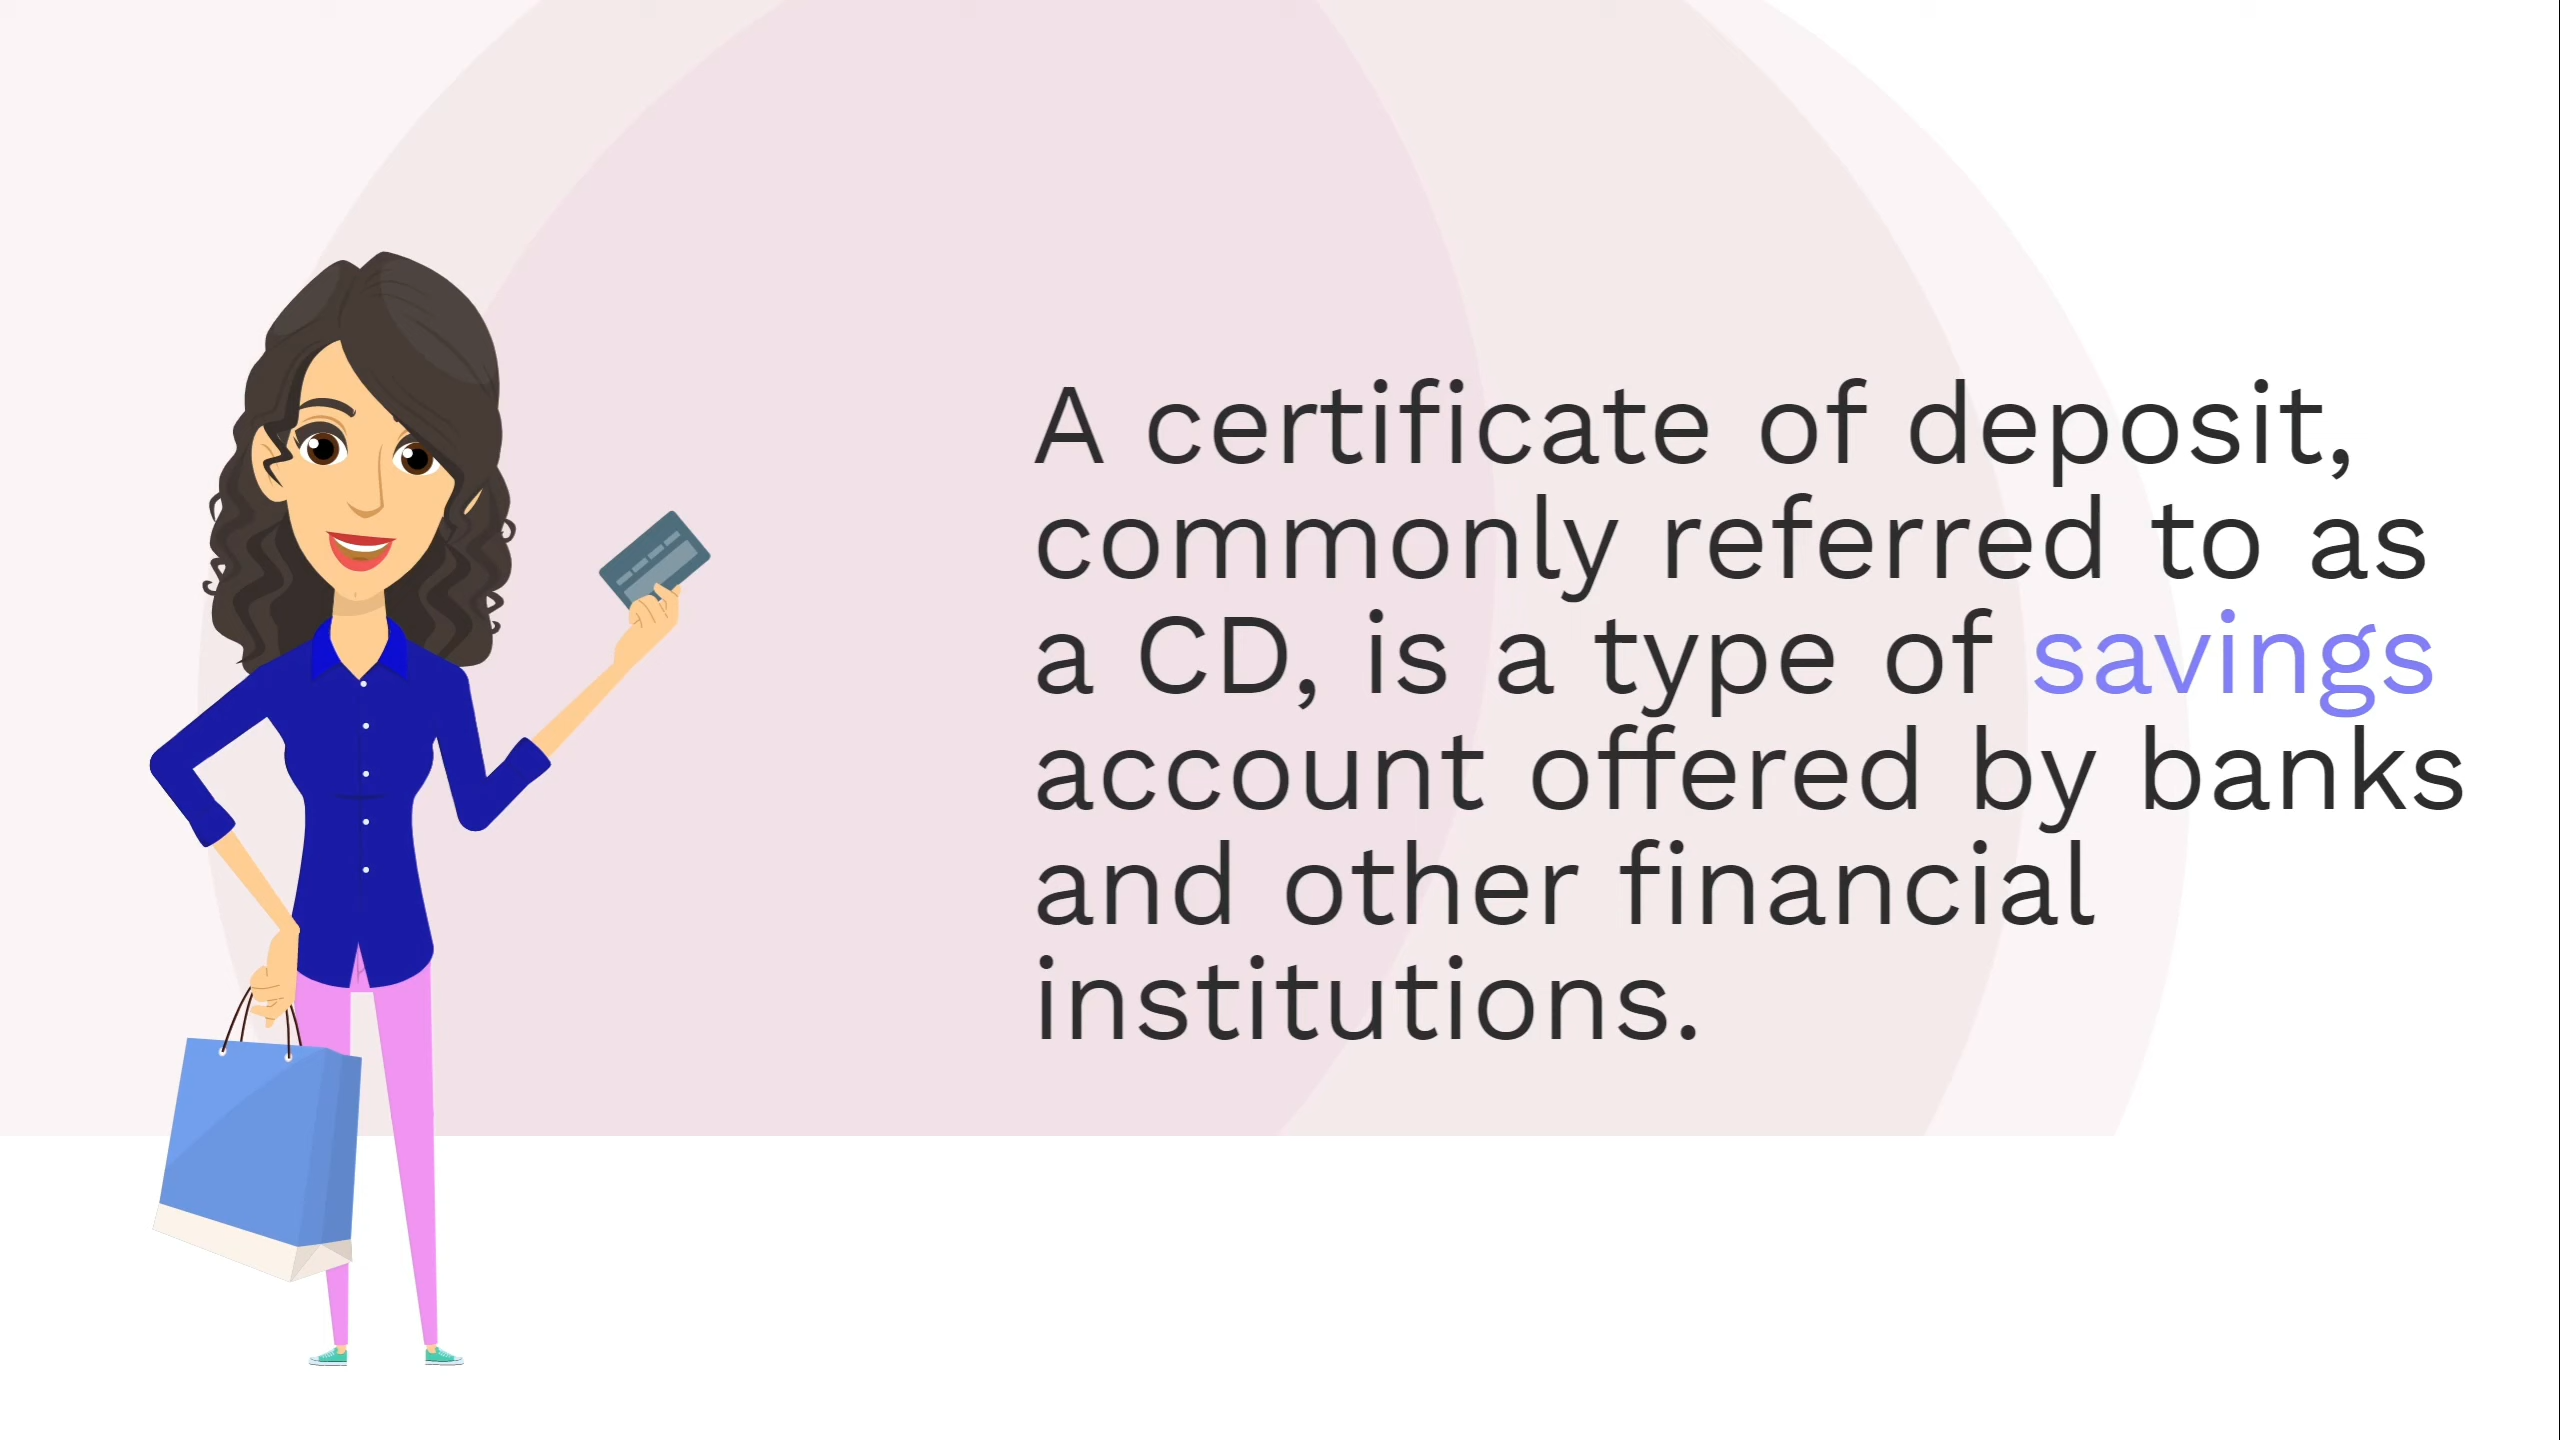 A certificate of deposit,
commonly referred to as
a CD, is a type of savings
account offered by banks
and other financial
institutions.